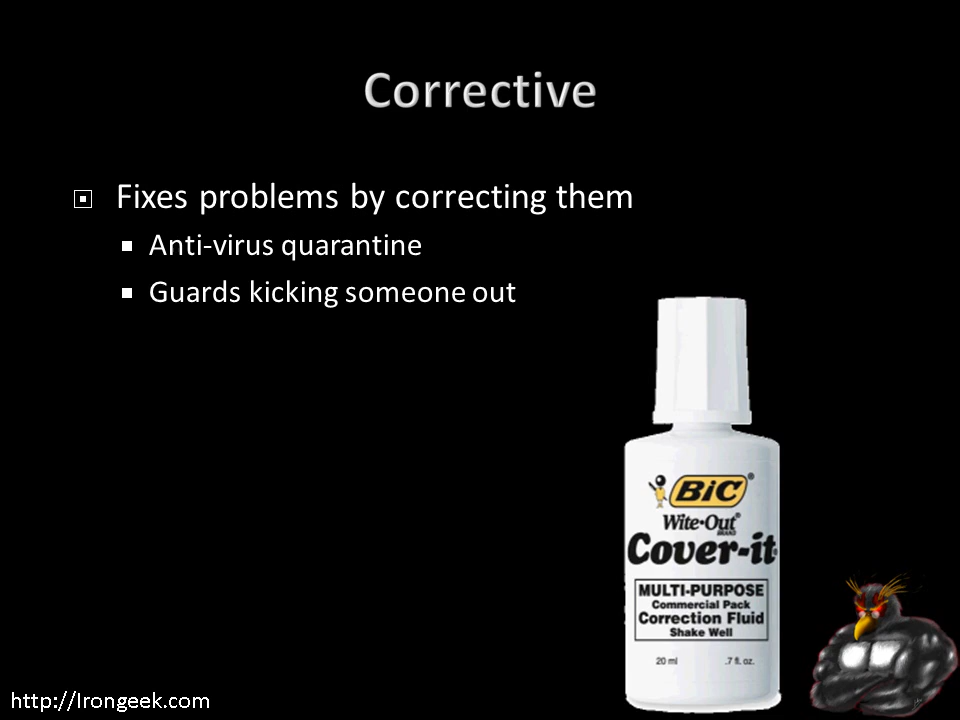 Corrective
Fixes problems by correcting them
Anti-virus quarantine
Guards kicking someone out
BIC®
Wite•Out®
BRAND
Cover-it®
MULTI-PURPOSE
Commercial Pack
Correction Fluid
Shake Well
20 ml .7 fl. oz.
http://Irongeek.com